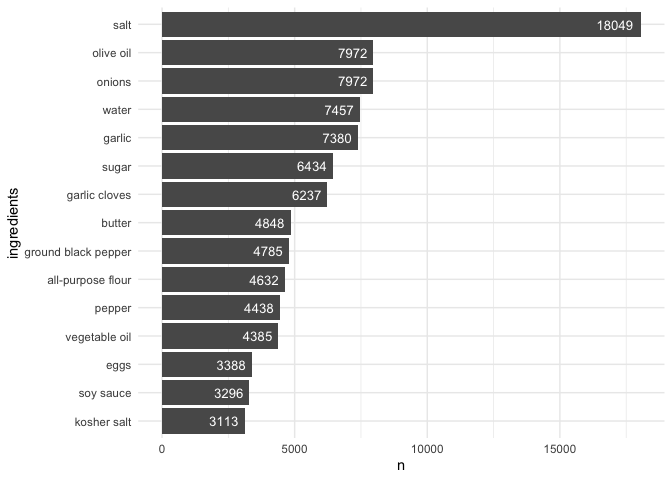 salt 18049
olive oil 7972
onions 7972
water 7457
garlic 7380
sugar 6434
garlic cloves 6237
butter 4848
ground black pepper 4785
all-purpose flour 4632
pepper 4438
vegetable oil 4385
eggs 3388
soy sauce 3296
kosher salt 3113
ingredients
0 5000 10000 15000
n